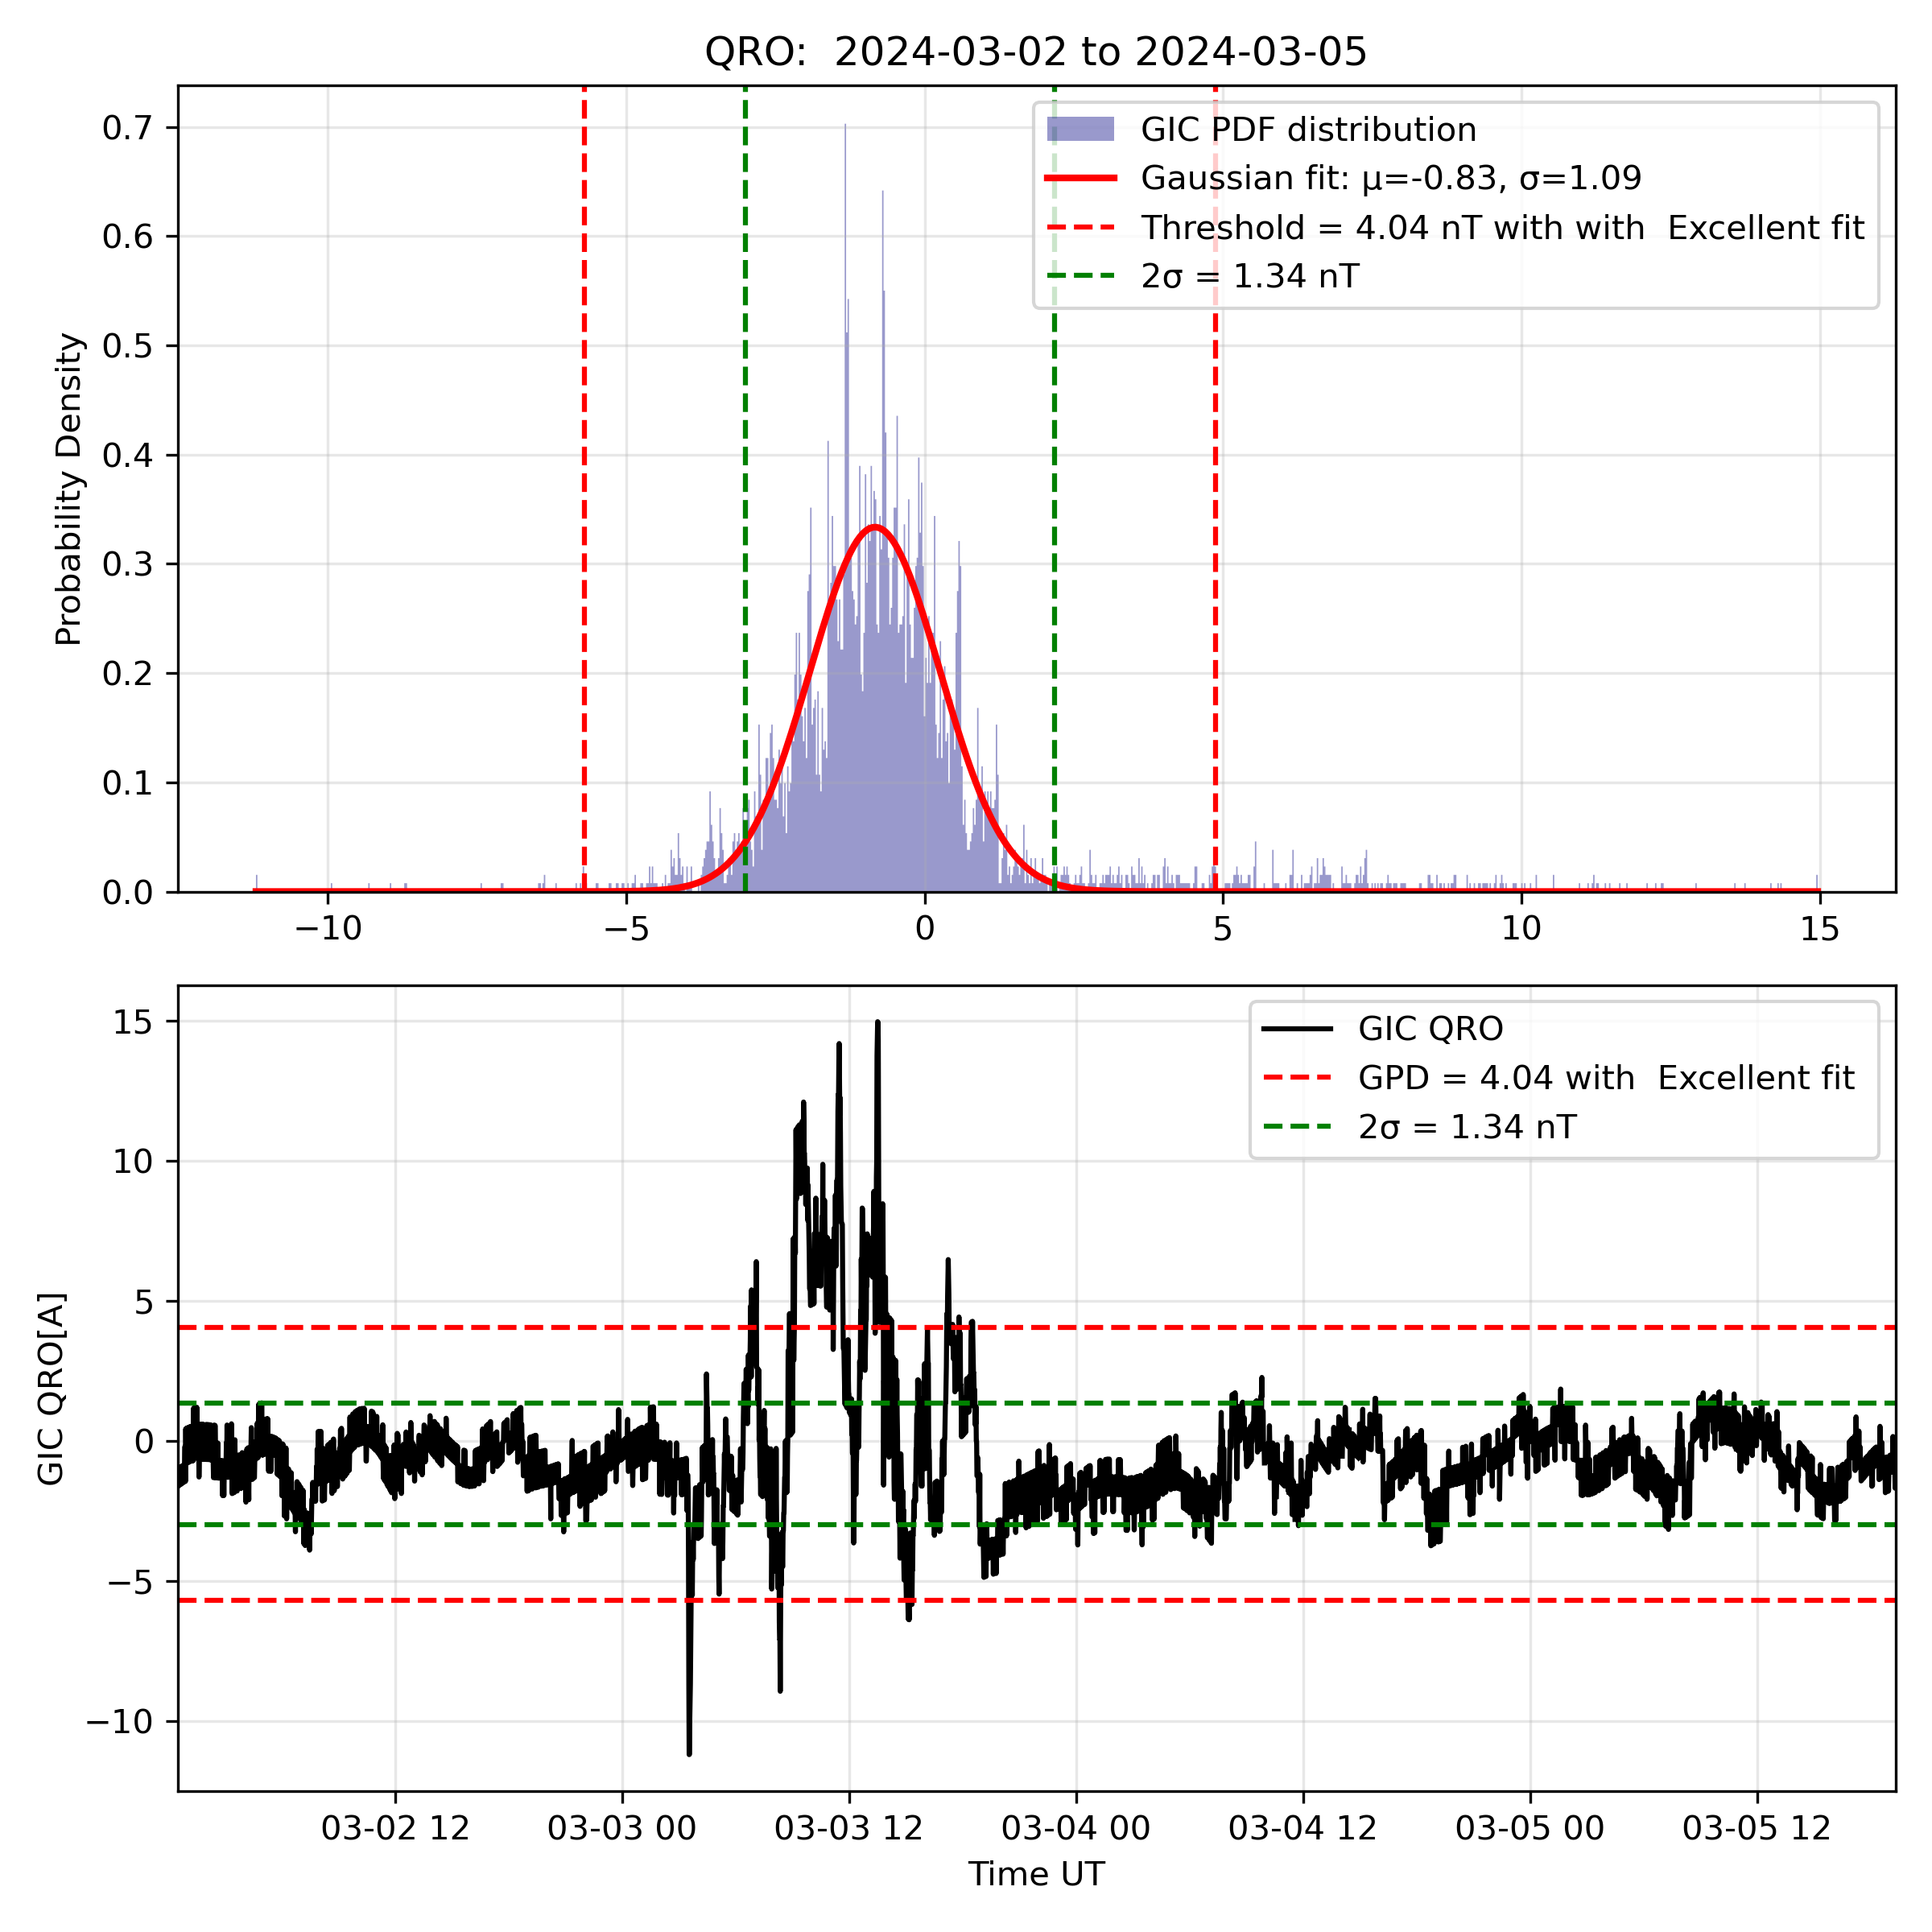 QRO:  2024-03-02 to 2024-03-05
GIC PDF distribution
Gaussian fit: μ=-0.83, σ=1.09
Threshold = 4.04 nT with with  Excellent fit
2σ = 1.34 nT
Probability Density
0.7
0.6
0.5
0.4
0.3
0.2
0.1
0.0
−10 −5 0 5 10 15
GIC QRO
GPD = 4.04 with  Excellent fit
2σ = 1.34 nT
GIC QRO[A]
15
10
5
0
−5
−10
03-02 12 03-03 00 03-03 12 03-04 00 03-04 12 03-05 00 03-05 12
Time UT